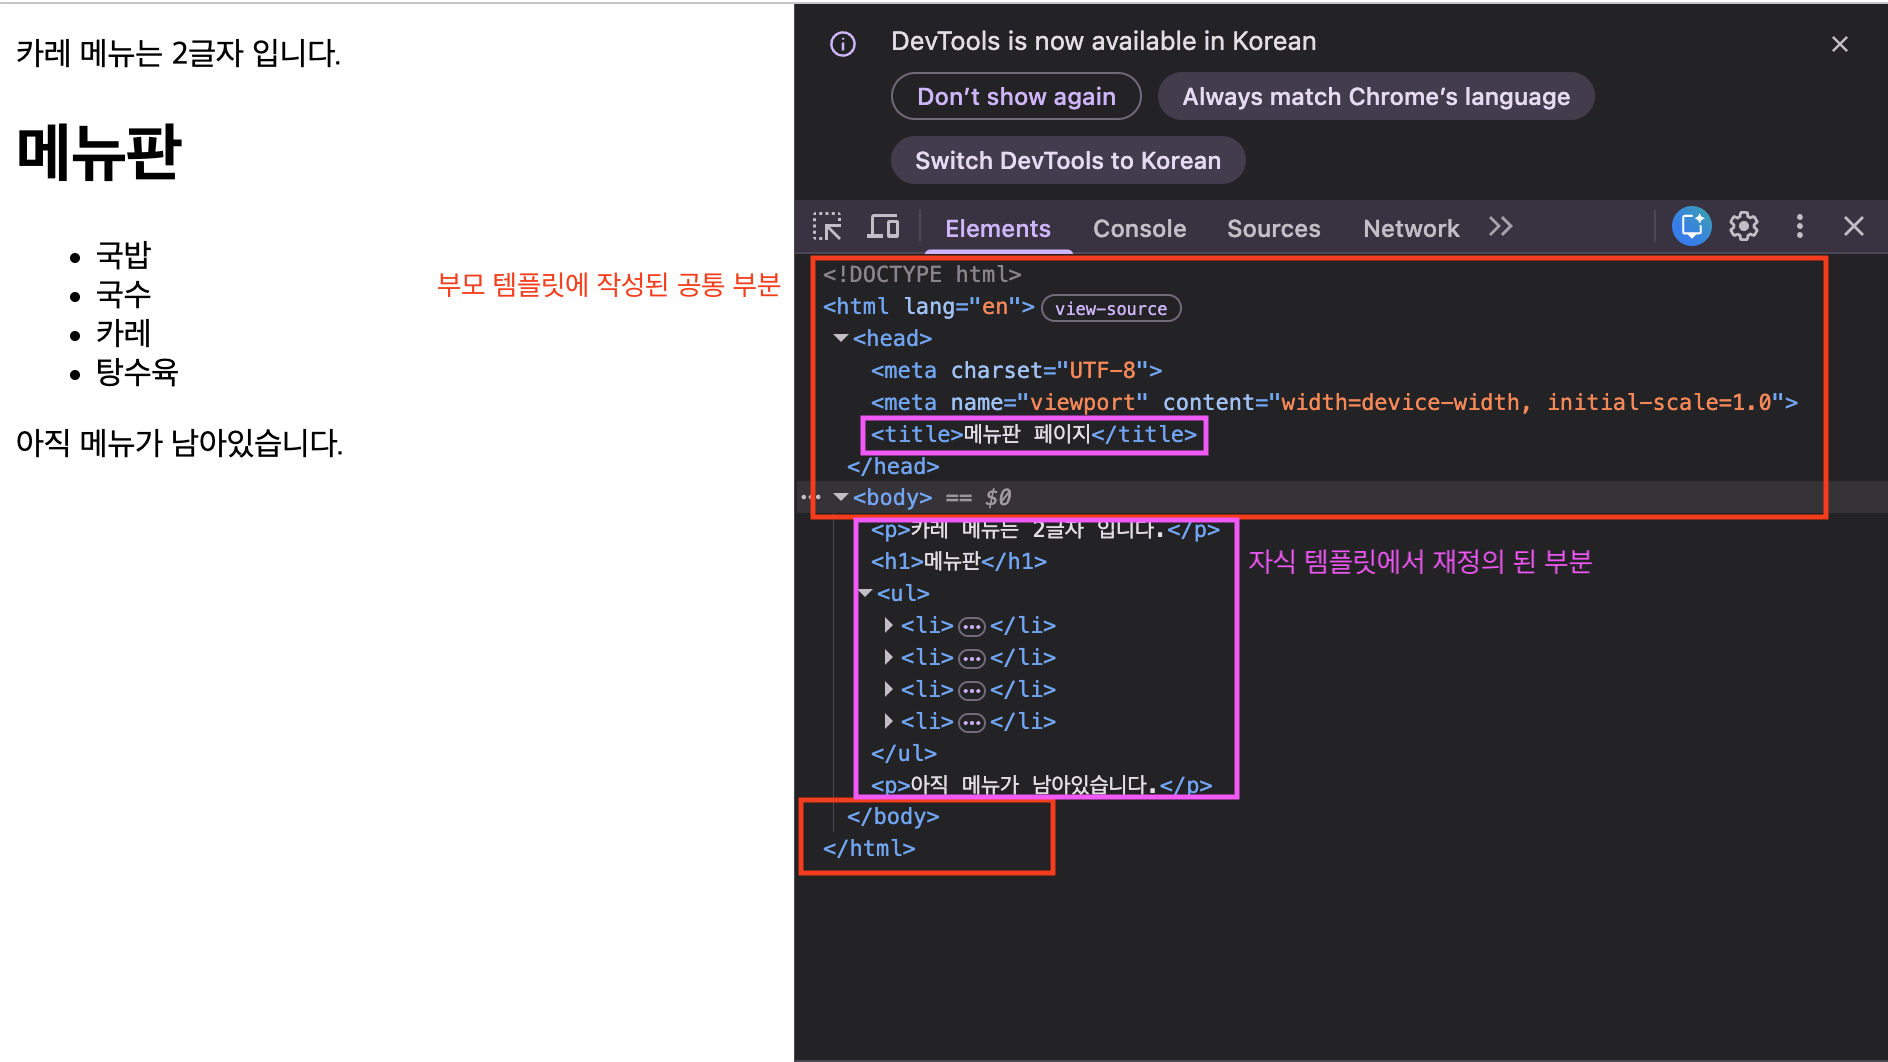 카레 메뉴는 2글자 입니다.
메뉴판
국밥
국수
카레
탕수육
아직 메뉴가 남아있습니다.
부모 템플릿에 작성된 공통 부분
DevTools is now available in Korean
Don’t show again
Always match Chrome’s language
Switch DevTools to Korean
Elements Console Sources Network
<!DOCTYPE html>
<html lang="en"> view-source
<head>
<meta charset="UTF-8">
<meta name="viewport" content="width=device-width, initial-scale=1.0">
<title>메뉴판 페이지</title>
</head>
<body> == $0
<p>카레 메뉴는 2글자 입니다.</p>
<h1>메뉴판</h1>
자식 템플릿에서 재정의 된 부분
<ul>
<li>…</li>
<li>…</li>
<li>…</li>
<li>…</li>
</ul>
<p>아직 메뉴가 남아있습니다.</p>
</body>
</html>